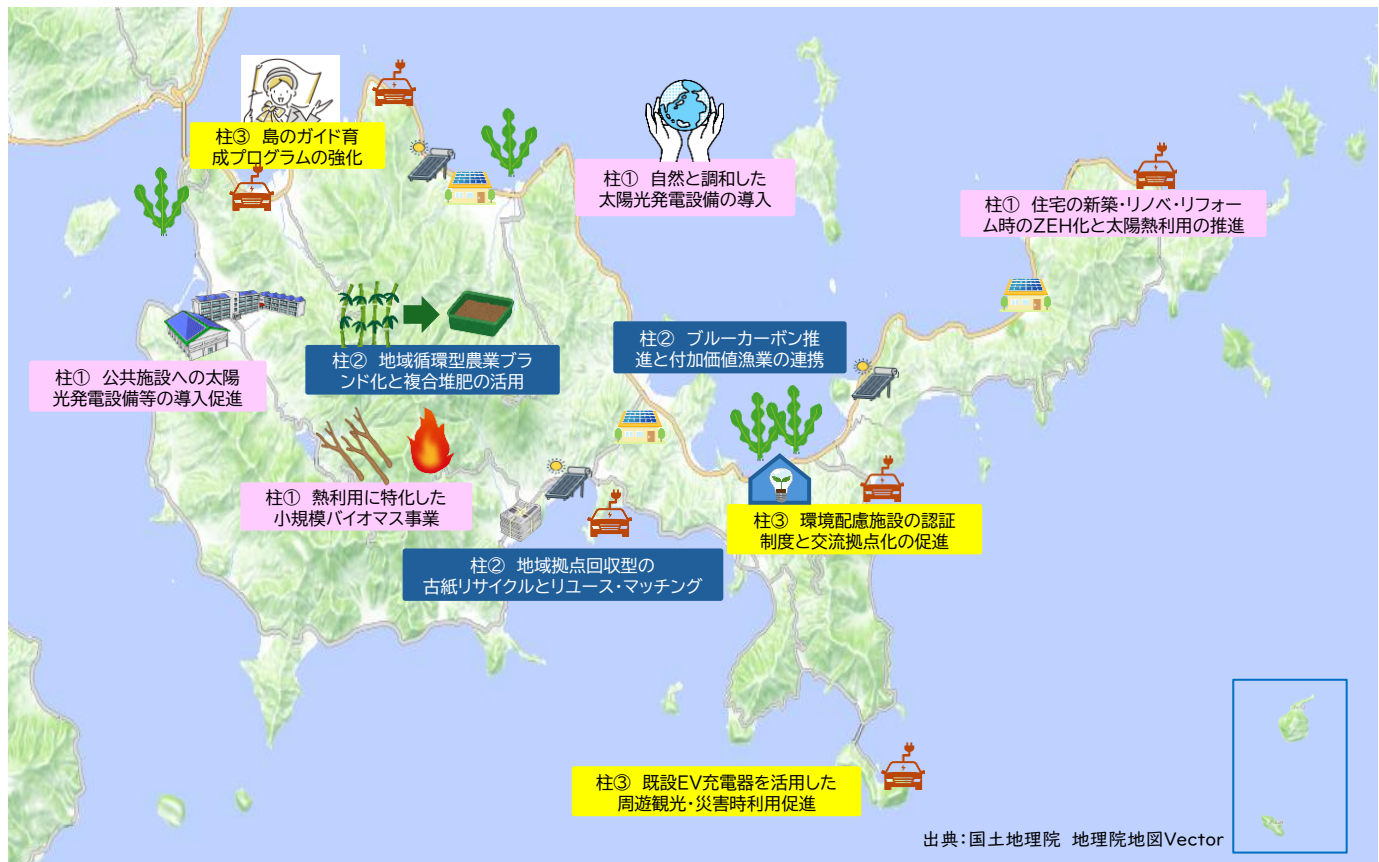 柱③ 島のガイド育
成プログラムの強化
柱① 自然と調和した
太陽光発電設備の導入
柱① 住宅の新築・リノベ・リフォー
ム時のZEH化と太陽熱利用の推進
柱② ブルーカーボン推
進と付加価値漁業の連携
柱② 地域循環型農業ブラ
ンド化と複合堆肥の活用
柱① 公共施設への太陽
光発電設備等の導入促進
柱① 熱利用に特化した
小規模バイオマス事業
柱③ 環境配慮施設の認証
制度と交流拠点化の促進
柱② 地域拠点回収型の
古紙リサイクルとリユース・マッチング
柱③ 既設EV充電器を活用した
周遊観光・災害時利用促進
出典：国土地理院 地理院地図Vector